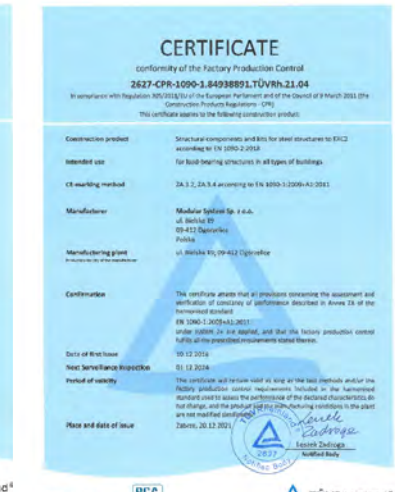 CERTIFICATE
conformity of the Factory Production Control
2627-CPR-1090-1.84938891.TÜVRh.21.04
In compliance with Regulation 305/2011/EU of the European Parliament and of the Council of 9 March 2011 (the
Construction Products Regulations - CPR)
This certificate applies to the following construction product:
Construction product
Structural components and kits for steel structures to EXC2
according to EN 1090-2:2018
Intended use
for load-bearing structures in all types of buildings
CE marking method
ZA.3.2, ZA.3.4 according to EN 1090-1:2009+A1:2011
Manufacturer
Modular System Sp. z o.o.
ul. Bielska 19
09-412
Polska
Manufacturing plant
ul. Bielska 19, 09-412
Confirmation
This certificate attests that all provisions concerning the assessment and
verification of constancy of performance described in Annex ZA of the
harmonised standard
EN 1090-1:2009+A1:2011
under system 2+ are applied, and that the factory production control
fulfils all the prescribed requirements stated therein.
Date of first issue
10.12.2018
Next Surveillance Inspection
01.12.2024
Period of validity
The certificate will remain valid as long as the test methods and/or the
factory production control requirements included in the harmonised
standard used to assess the performance of the declared characteristics do
not change, and the product and the manufacturing conditions in the plant
are not modified
Place and date of issue
Zabrze, 20.12.2021
TÜV Rheinland
2627
Notified Body
Leszek Zadroga
Notified Body